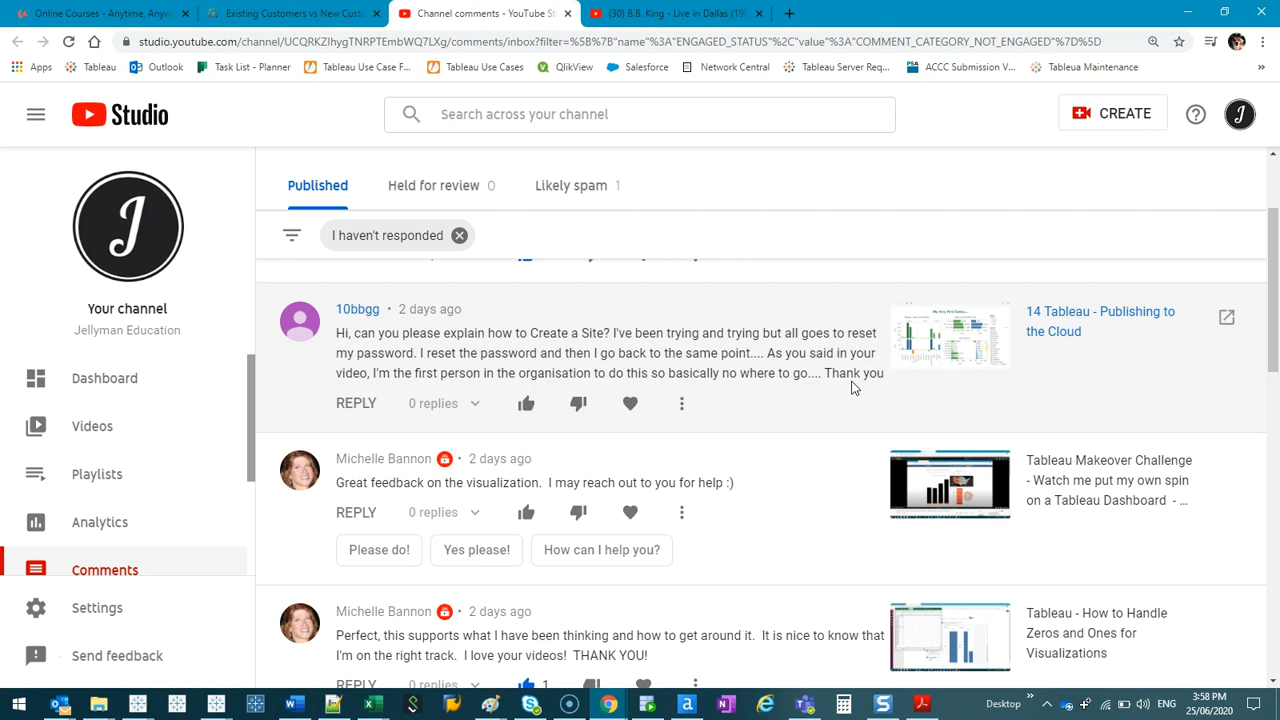 Online Courses - Anytime, Anywh
Existing Customers vs New Cust
Channel comments - YouTube St
(30) B.B. King - Live in Dallas (198
studio.youtube.com/channel/UCQRKZIhygTNRPTEmbWQ7LXg/comments/inbox?filter=%5B%7B"name"%3A"ENGAGED_STATUS"%2C"value"%3A"COMMENT_CATEGORY_NOT_ENGAGED"%7D%5D
Apps
Tableau
Outlook
Task List - Planner
Tableau Use Case F...
Tableau Use Cases
QlikView
Salesforce
Network Central
Tableau Server Req...
ACCC Submission V...
Tableua Maintenance
»
Studio
Search across your channel
CREATE
Your channel
Jellyman Education
Dashboard
Videos
Playlists
Analytics
Comments
Settings
Send feedback
Published
Held for review 0
Likely spam 1
I haven't responded
10bbgg • 2 days ago
Hi, can you please explain how to Create a Site? I've been trying and trying but all goes to reset
my password. I reset the password and then I go back to the same point.... As you said in your
video, I'm the first person in the organisation to do this so basically no where to go.... Thank you
REPLY 0 replies
14 Tableau - Publishing to
the Cloud
Michelle Bannon • 2 days ago
Great feedback on the visualization. I may reach out to you for help :)
REPLY 0 replies
Please do!
Yes please!
How can I help you?
Tableau Makeover Challenge
- Watch me put my own spin
on a Tableau Dashboard - ...
Michelle Bannon • 2 days ago
Perfect, this supports what I have been thinking and how to get around it. It is nice to know that
I'm on the right track. I love your videos! THANK YOU!
REPLY 0 replies 1
Tableau - How to Handle
Zeros and Ones for
Visualizations
Desktop
3:58 PM
25/06/2020